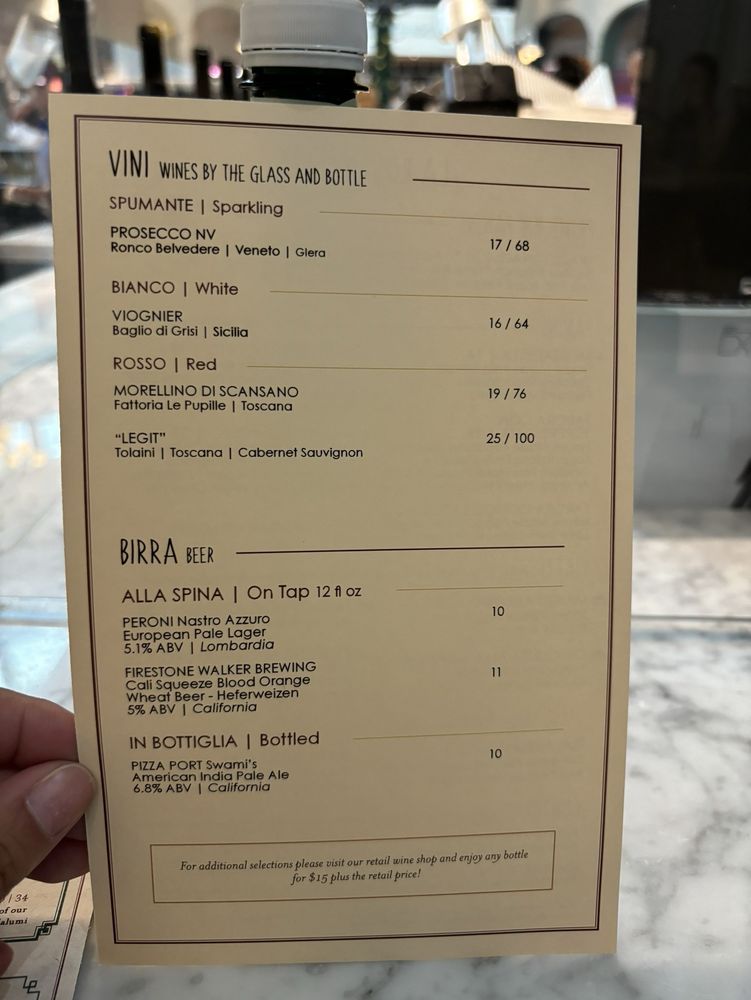 VINI WINES BY THE GLASS AND BOTTLE
SPUMANTE | Sparkling
PROSECCO NV
Ronco Belvedere | Veneto | Glera
17 / 68
BIANCO | White
VIOGNIER
Baglio di Grisi | Sicilia
16 / 64
ROSSO | Red
MORELLINO DI SCANSANO
Fattoria Le Pupille | Toscana
19 / 76
“LEGIT”
Tolaini | Toscana | Cabernet Sauvignon
25 / 100
BIRRA BEER
ALLA SPINA | On Tap 12 fl oz
PERONI Nastro Azzuro
European Pale Lager
5.1% ABV | Lombardia
10
FIRESTONE WALKER BREWING
Cali Squeeze Blood Orange
Wheat Beer - Heferweizen
5% ABV | California
11
IN BOTTIGLIA | Bottled
PIZZA PORT Swami's
American India Pale Ale
6.8% ABV | California
10
For additional selections please visit our retail wine shop and enjoy any bottle
for $15 plus the retail price!
| 34
of our
alumi